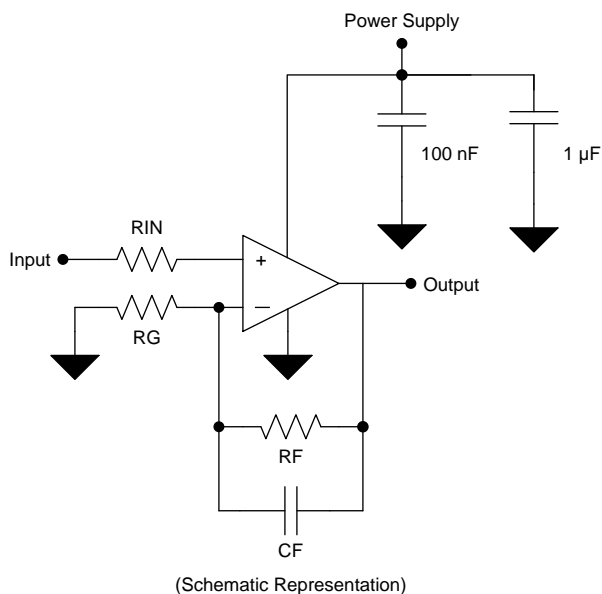 Power Supply
100 nF
1 µF
RIN
Input
+
Output
RG
−
RF
CF
(Schematic Representation)